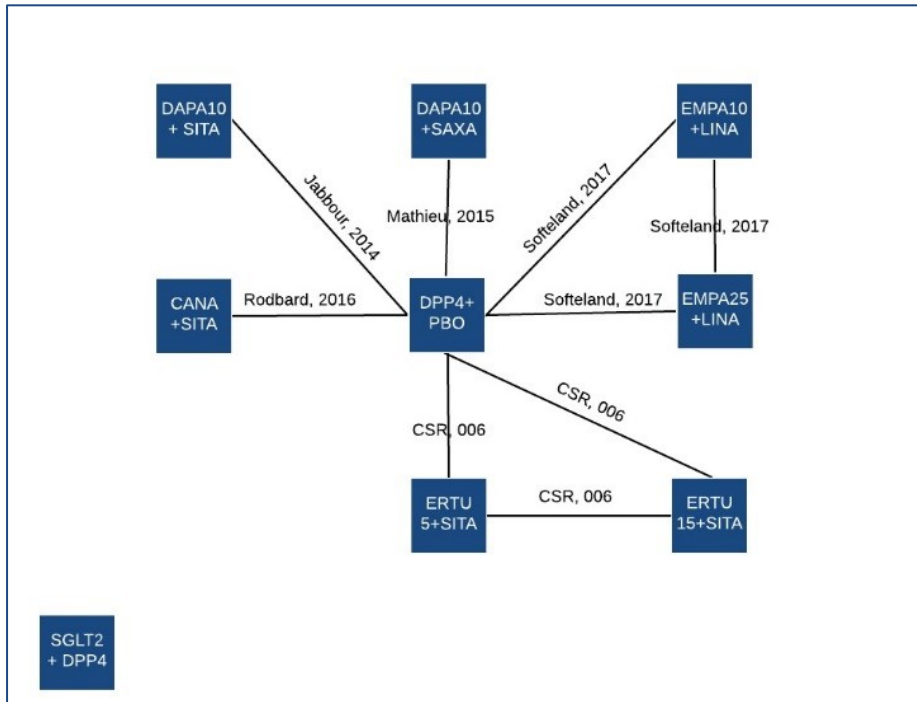 DAPA10
+ SITA
DAPA10
+SAXA
EMPA10
+LINA
Jabbour, 2014
Mathieu, 2015
Softeland, 2017
Softeland, 2017
CANA
+SITA
Rodbard, 2016
DPP4+
PBO
Softeland, 2017
EMPA25
+LINA
CSR, 006
CSR, 006
ERTU
5+SITA
CSR, 006
ERTU
15+SITA
SGLT2
+ DPP4